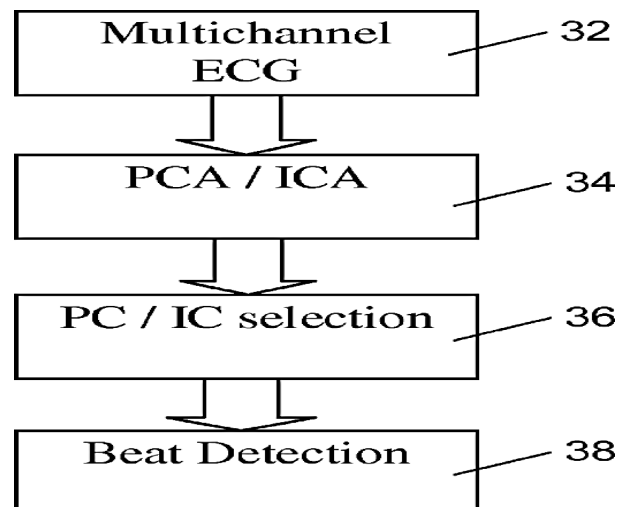 Multichannel
ECG
32
PCA / ICA
34
PC / IC selection
36
Beat Detection
38